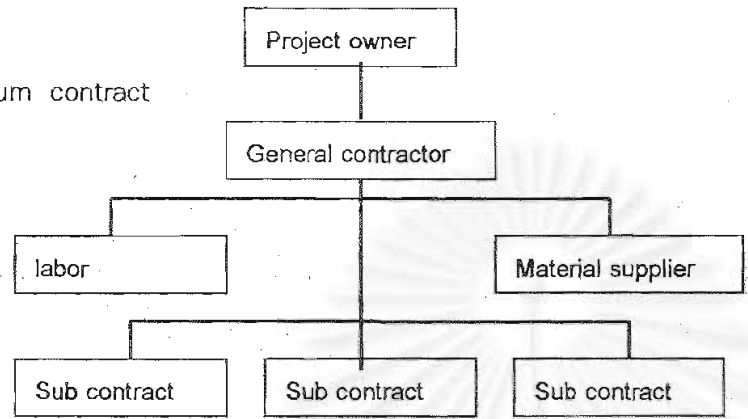 Project owner
um contract
General contractor
labor
Material supplier
Sub contract
Sub contract
Sub contract